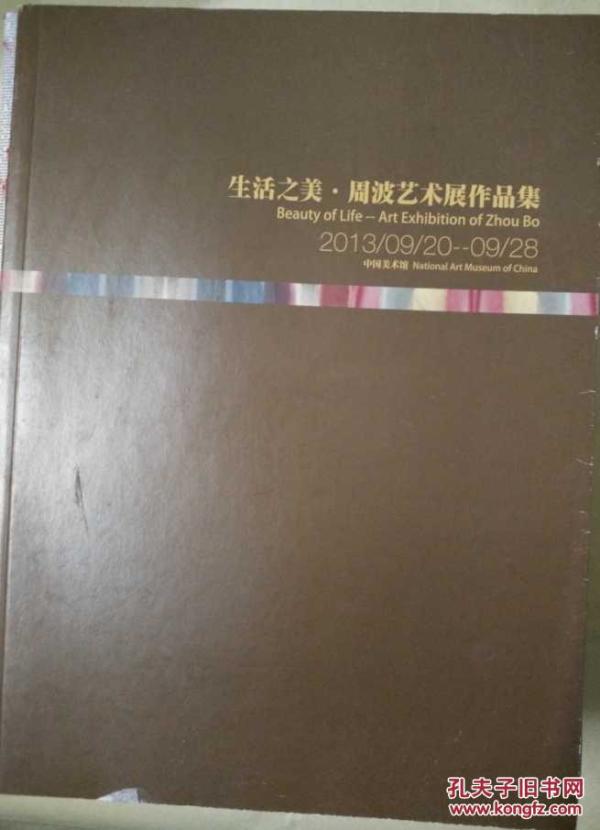 生活之美·周波艺术展作品集
Beauty of Life -- Art Exhibition of Zhou Bo
2013/09/20--09/28
中国美术馆 National Art Museum of China
孔夫子旧书网
www.kongfz.com